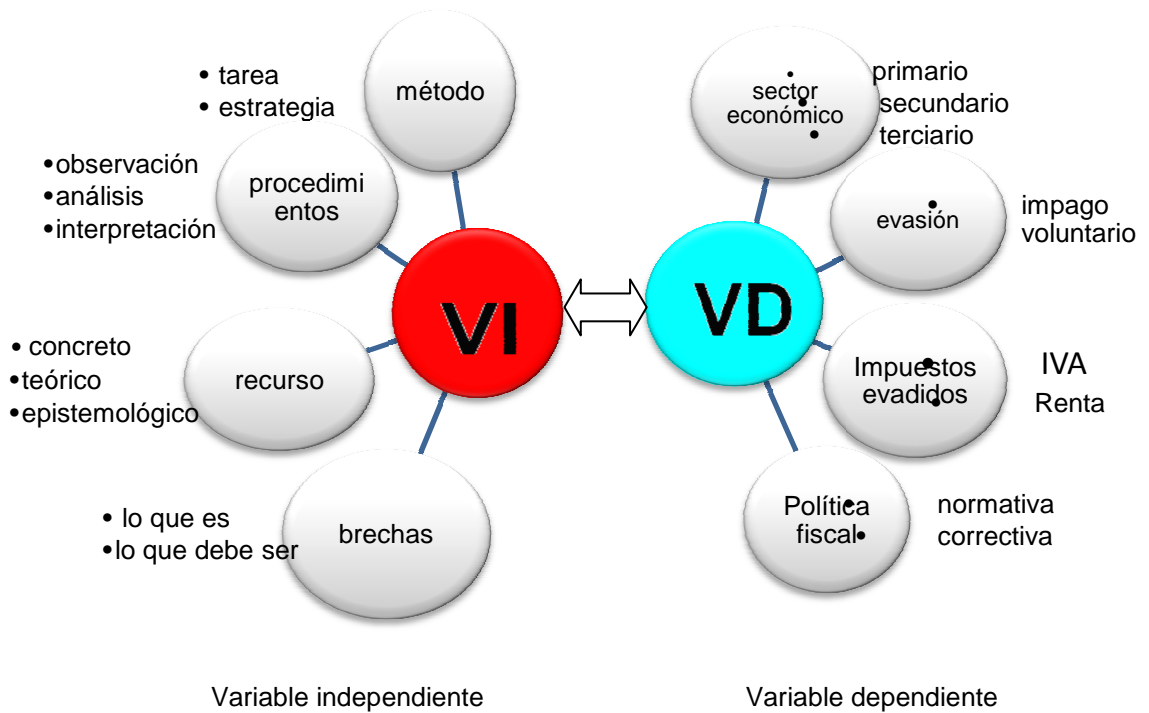 • tarea
• estrategia
método
•observación
•análisis
•interpretación
procedimi
entos
VI
• concreto
•teórico
•epistemológico
recurso
• lo que es
•lo que debe ser
brechas
Variable independiente
• sector
• económico
•
primario
secundario
terciario
• evasión
impago
voluntario
VD
Impuestos •
evadidos •
IVA
Renta
Política •
fiscal•
normativa
correctiva
Variable dependiente